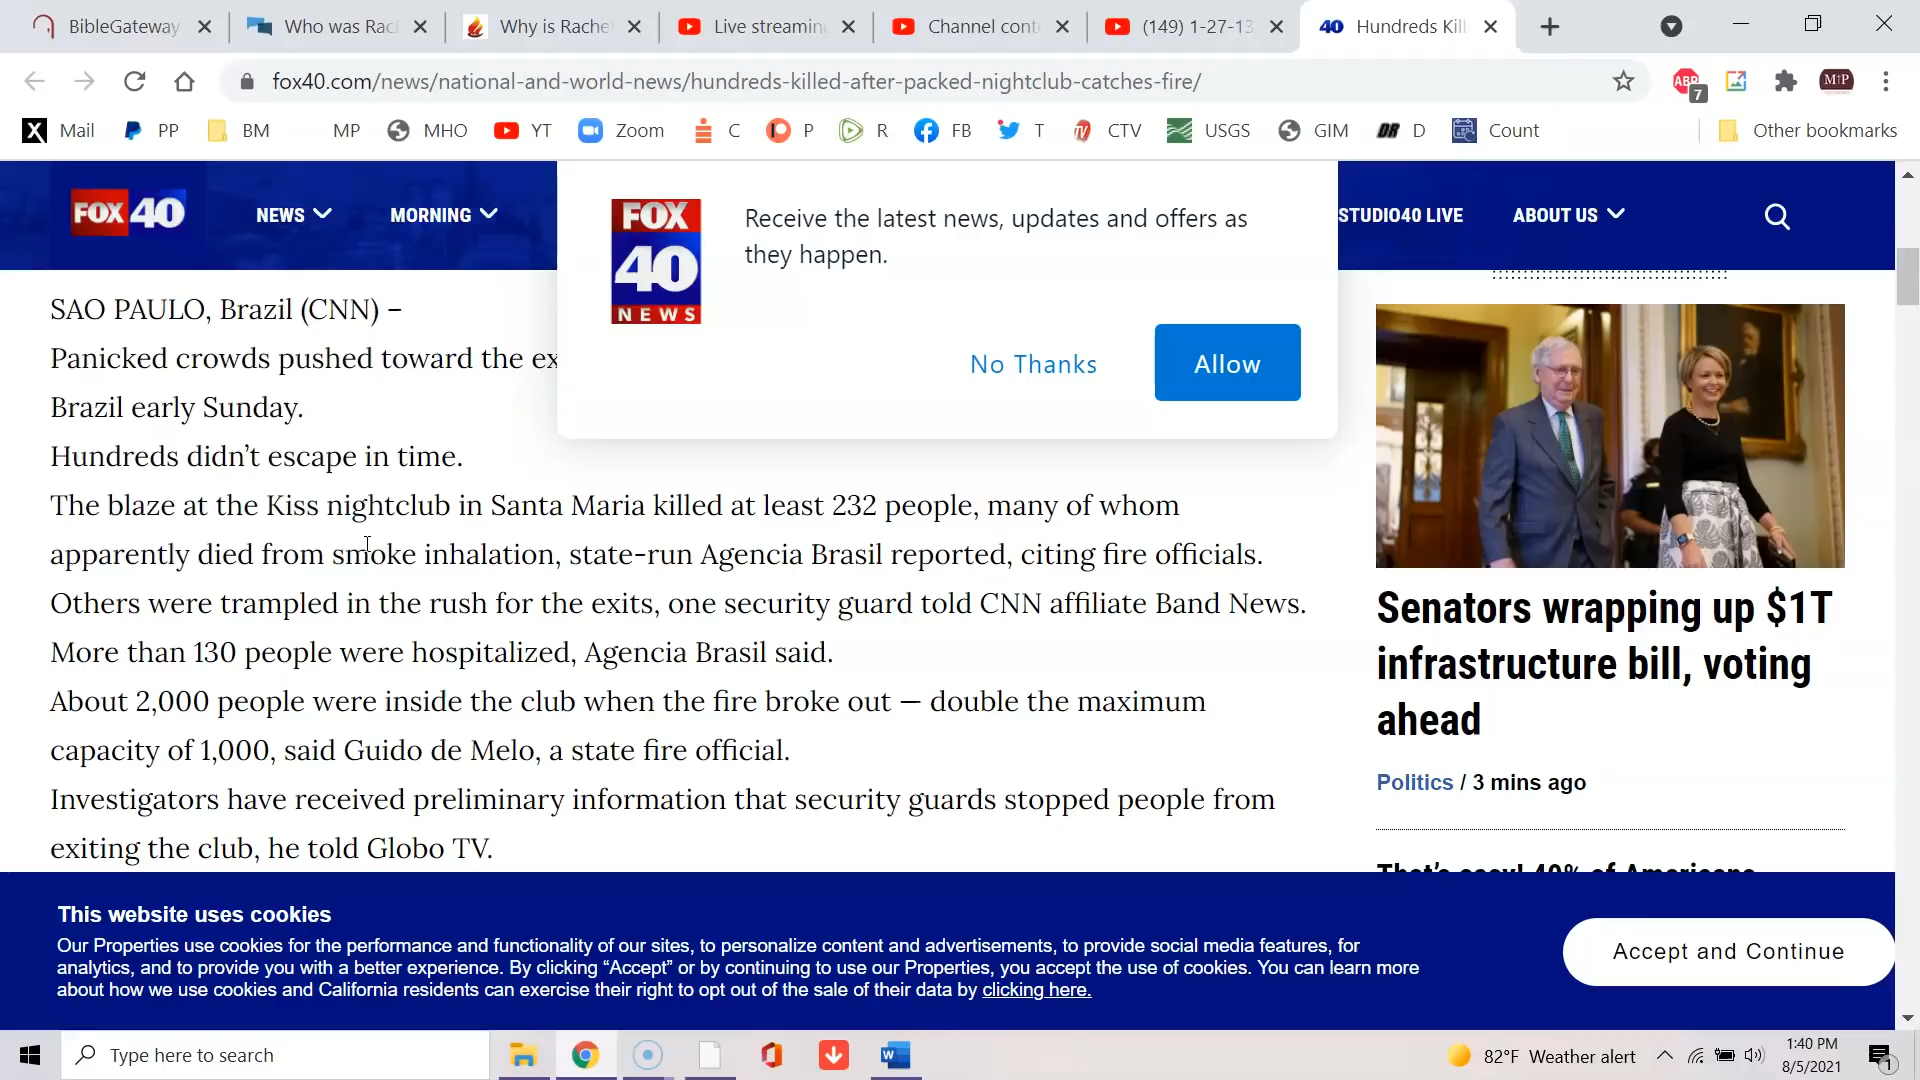 BibleGateway
Who was Rac
Why is Rache
Live streamin
Channel cont
(149) 1-27-13
40 Hundreds Kill
fox40.com/news/national-and-world-news/hundreds-killed-after-packed-nightclub-catches-fire/
ABP 7
M↑P
X Mail PP BM MP MHO YT Zoom C P R FB T CTV USGS GIM DR D Count Other bookmarks
FOX 40 NEWS MORNING STUDIO40 LIVE ABOUT US
FOX 40 NEWS
Receive the latest news, updates and offers as
they happen.
No Thanks Allow
SAO PAULO, Brazil (CNN) –
Panicked crowds pushed toward the ex
Brazil early Sunday.
Hundreds didn’t escape in time.
The blaze at the Kiss nightclub in Santa Maria killed at least 232 people, many of whom
apparently died from smoke inhalation, state-run Agencia Brasil reported, citing fire officials.
Others were trampled in the rush for the exits, one security guard told CNN affiliate Band News.
More than 130 people were hospitalized, Agencia Brasil said.
About 2,000 people were inside the club when the fire broke out — double the maximum
capacity of 1,000, said Guido de Melo, a state fire official.
Investigators have received preliminary information that security guards stopped people from
exiting the club, he told Globo TV.
Senators wrapping up $1T
infrastructure bill, voting
ahead
Politics / 3 mins ago
That’s easy! 40% of Americans
This website uses cookies
Our Properties use cookies for the performance and functionality of our sites, to personalize content and advertisements, to provide social media features, for
analytics, and to provide you with a better experience. By clicking “Accept” or by continuing to use our Properties, you accept the use of cookies. You can learn more
about how we use cookies and California residents can exercise their right to opt out of the sale of their data by clicking here.
Accept and Continue
Type here to search
82°F Weather alert
1:40 PM
8/5/2021
1